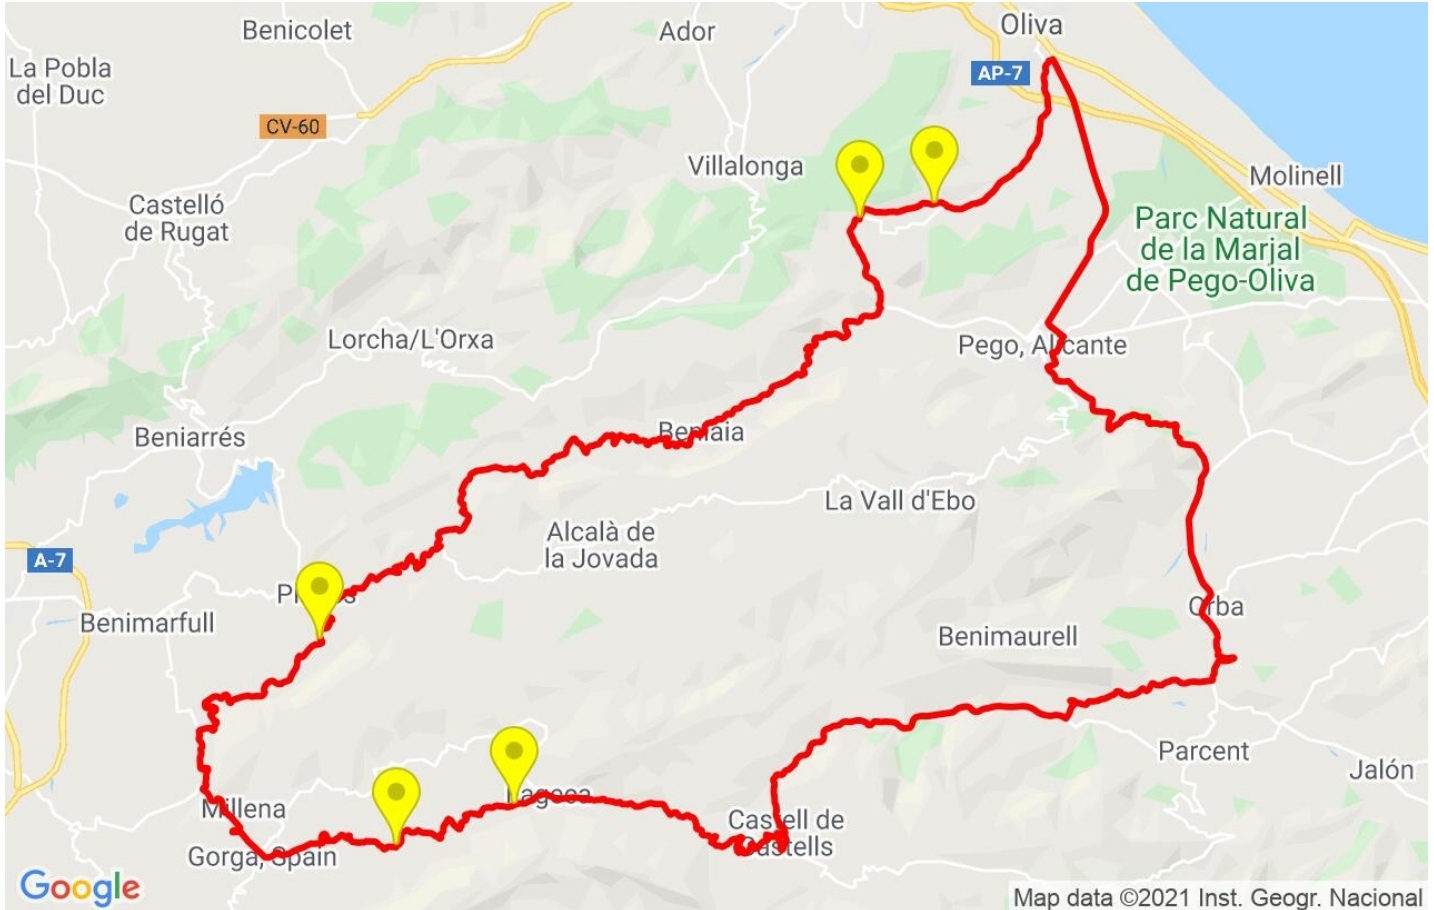 Oliva
Benicolet
Ador
La Pobla
del Duc
AP-7
CV-60
Villalonga
Molinell
Castelló
de Rugat
Parc Natural
de la Marjal
de Pego-Oliva
Lorcha/L'Orxa
Pego, Alicante
Beniarrés
Beniaia
La Vall d'Ebo
Alcalà de
la Jovada
A-7
Benimarfull
Orba
Benimaurell
Parcent
Jalón
Millena
Castell de
Castells
Gorga, Spain
Google
Map data ©2021 Inst. Geogr. Nacional